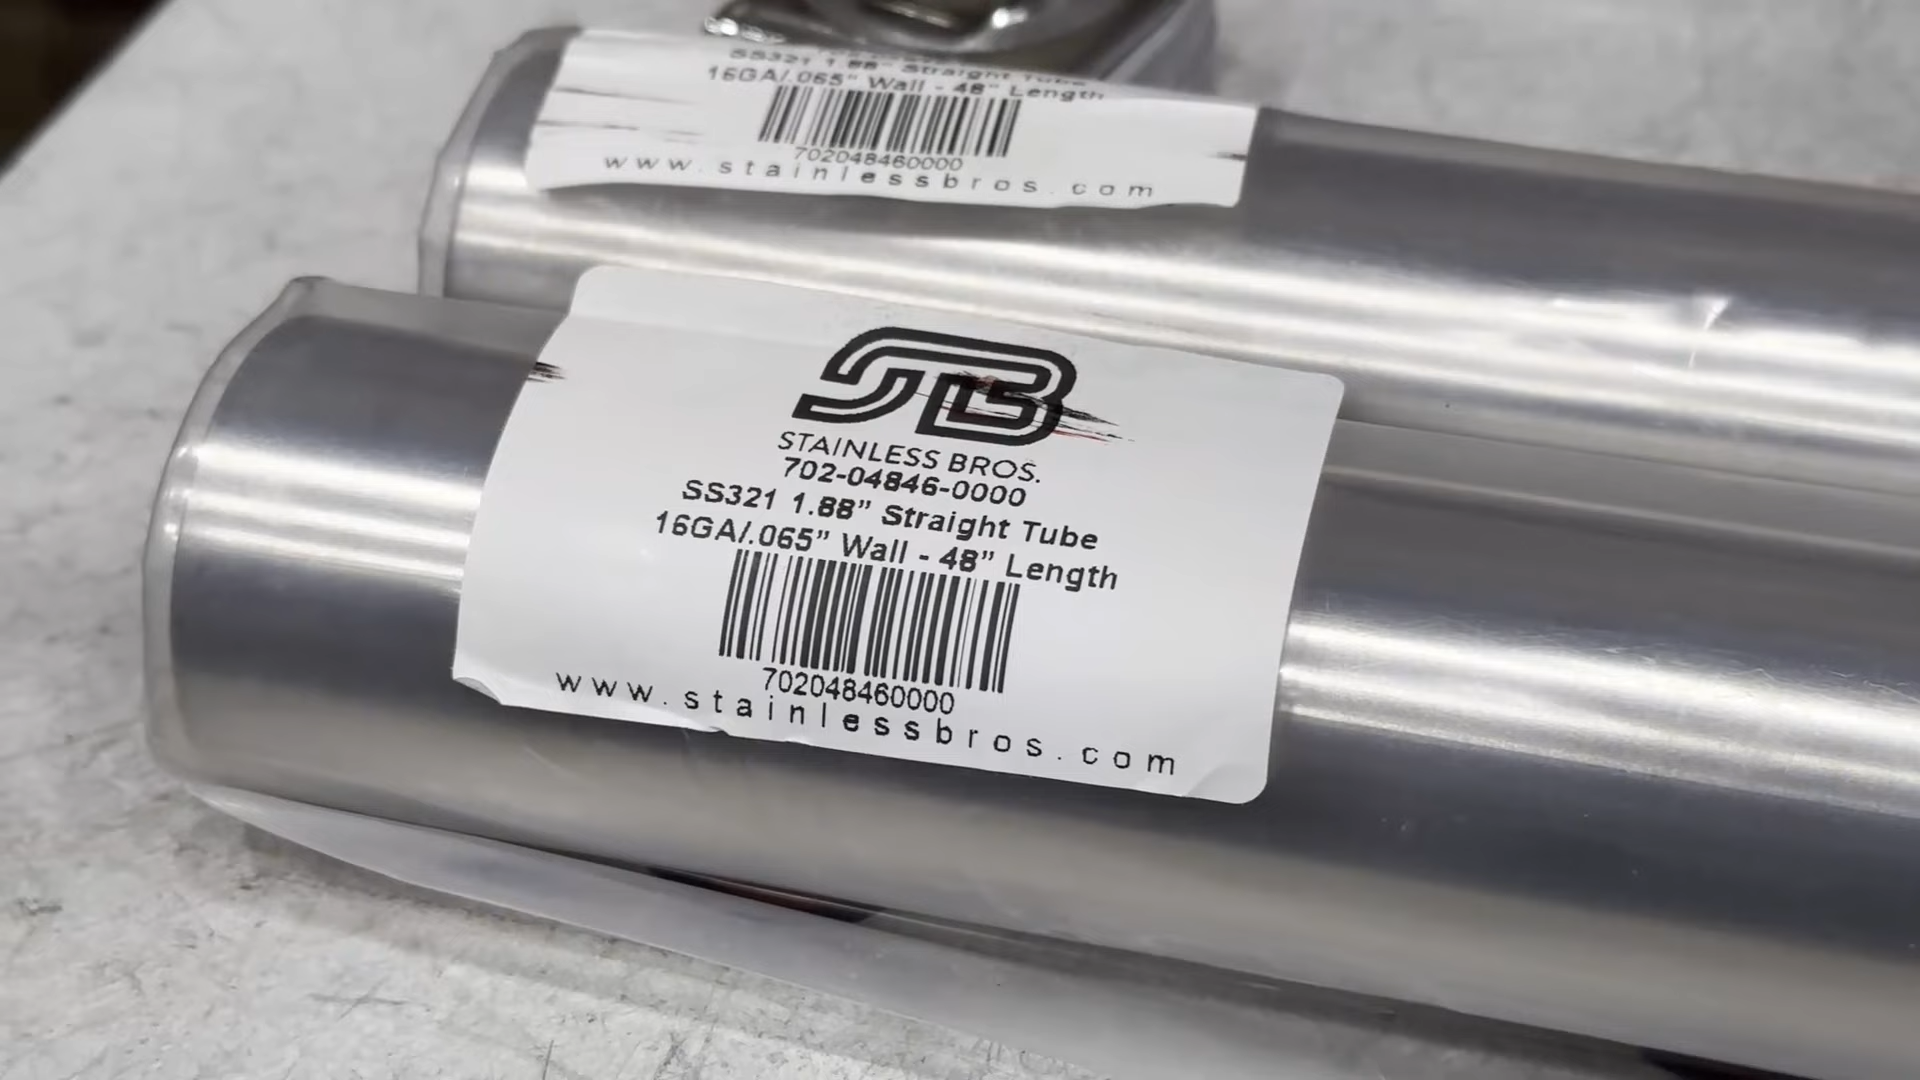 SS321 1.88" Straight Tube
16GA/.065" Wall - 48" Length
702048460000
www.stainlessbros.com
SB
STAINLESS BROS.
702-04846-0000
SS321 1.88" Straight Tube
16GA/.065" Wall - 48" Length
702048460000
www.stainlessbros.com